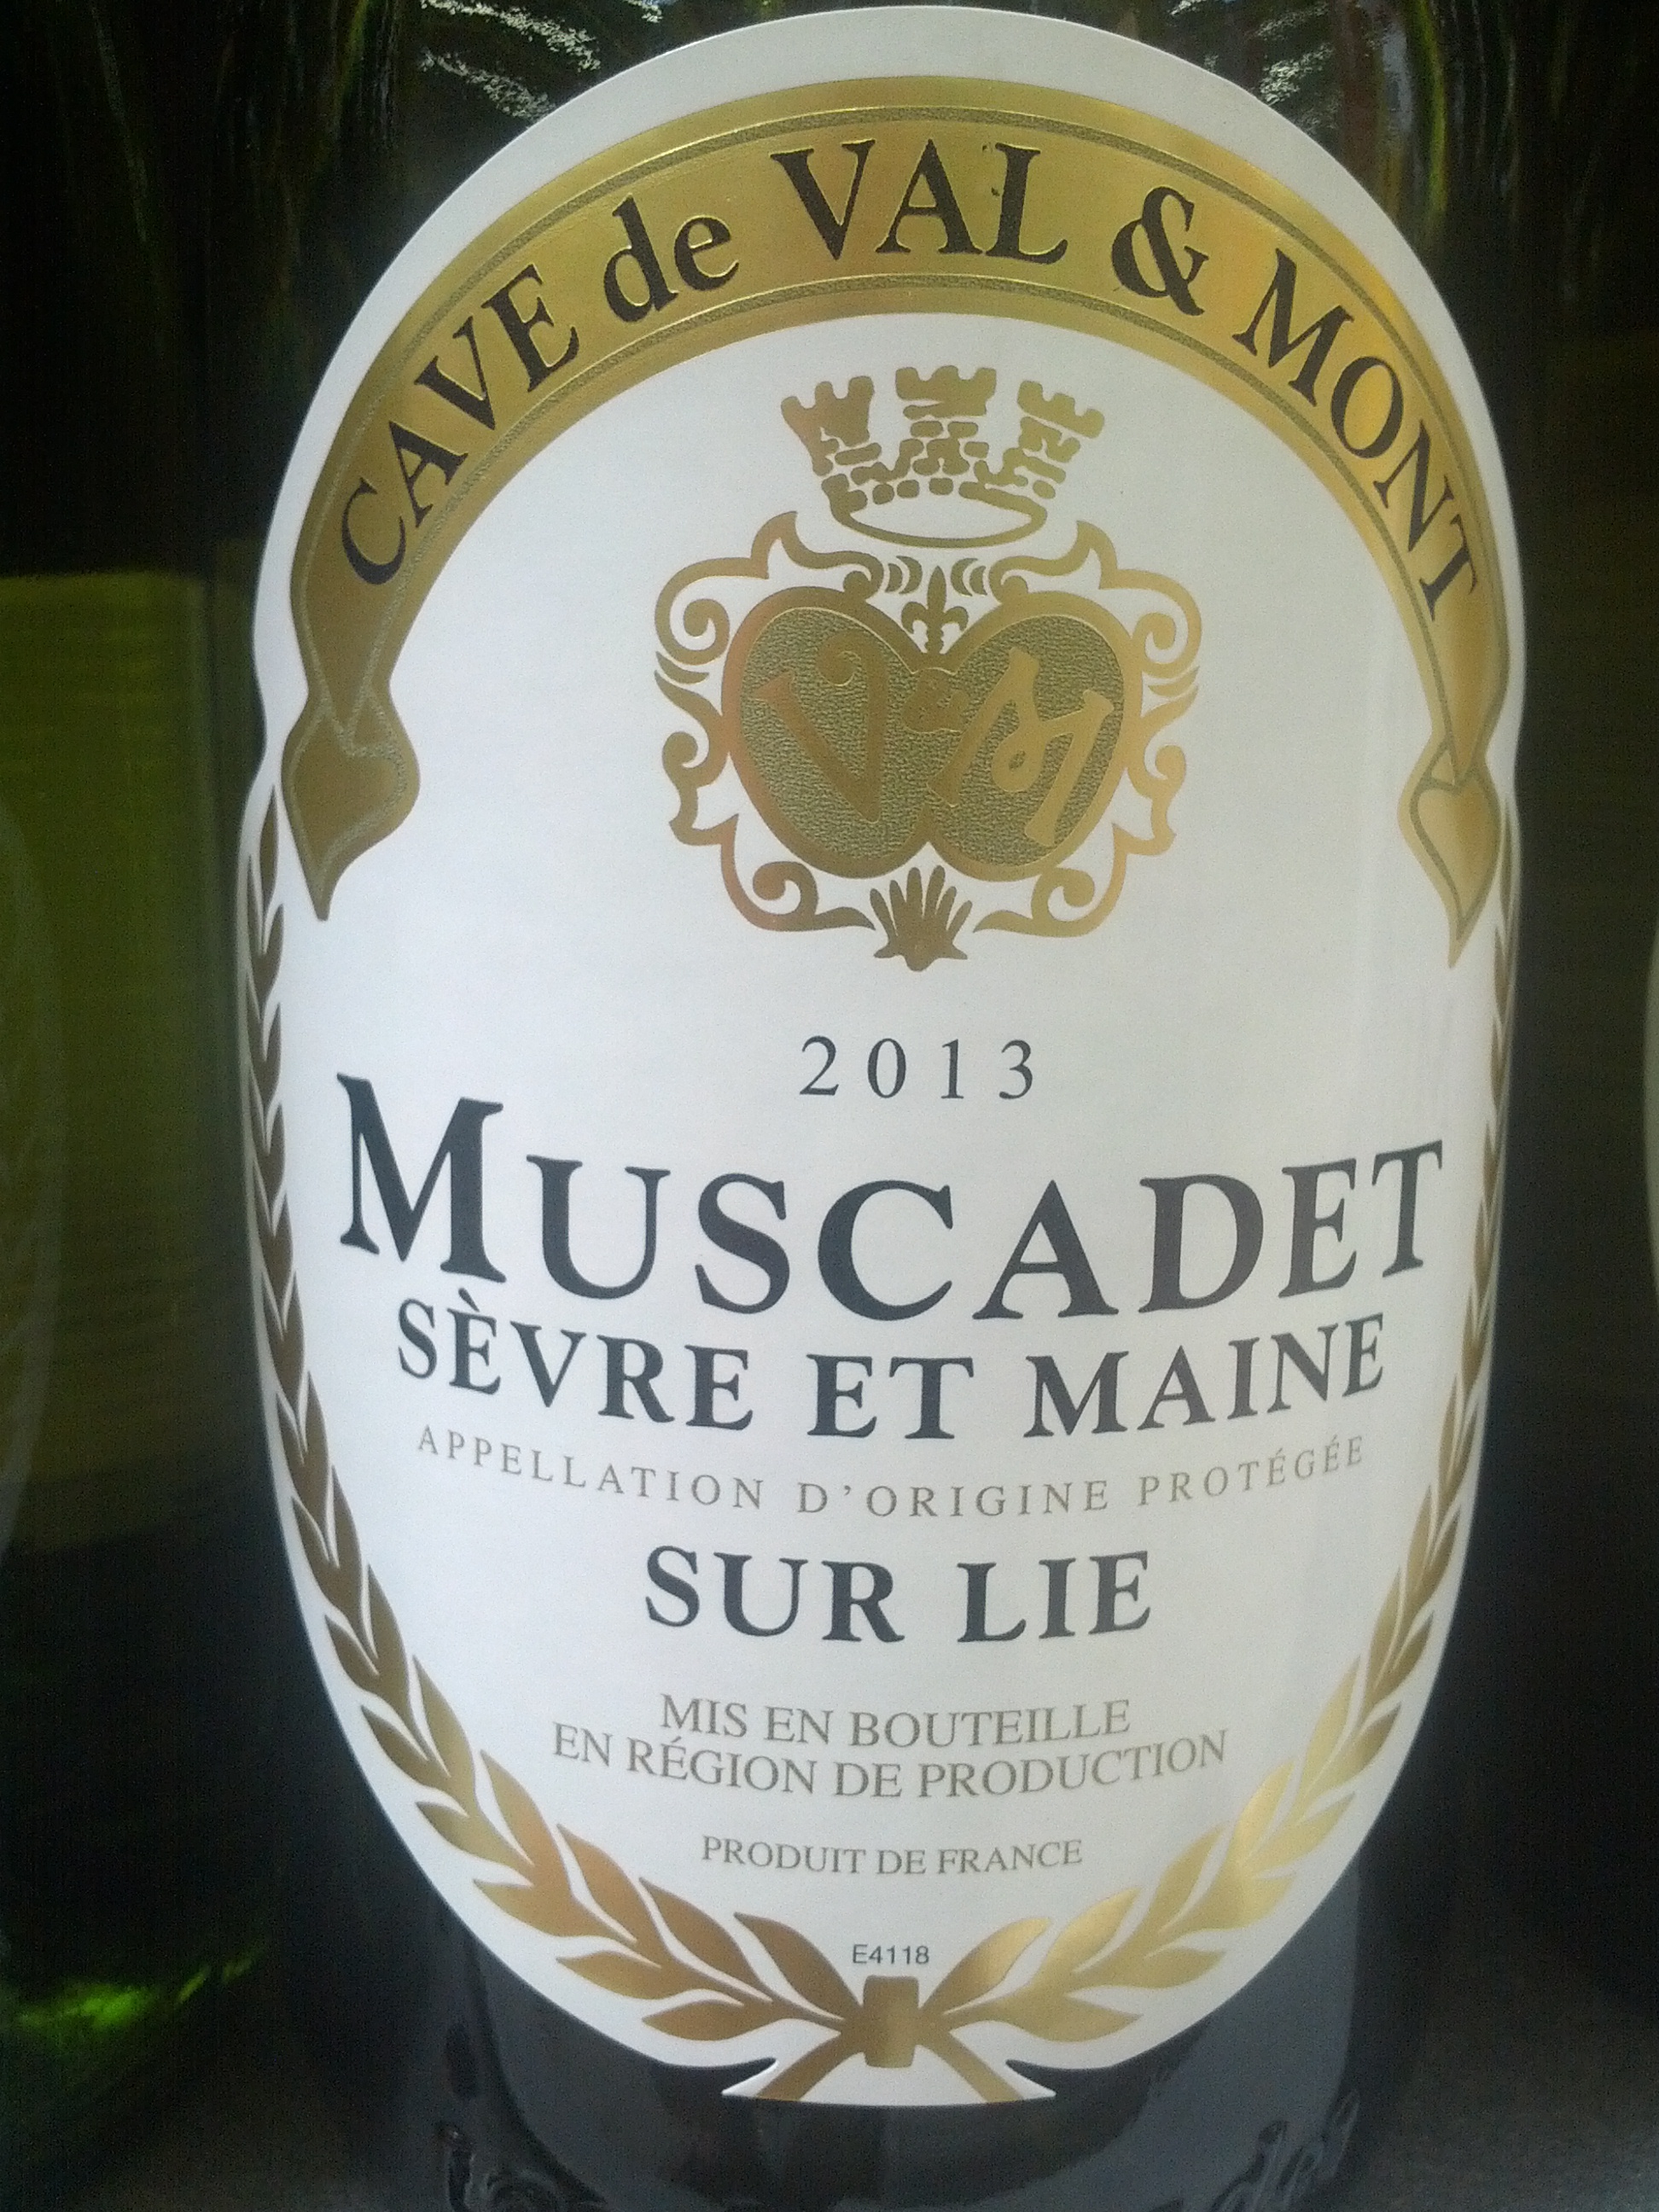 CAVE de VAL & MONT
V & M
2013
MUSCADET
SÈVRE ET MAINE
APPELLATION D'ORIGINE PROTÉGÉE
SUR LIE
MIS EN BOUTEILLE
EN RÉGION DE PRODUCTION
PRODUIT DE FRANCE
E4118